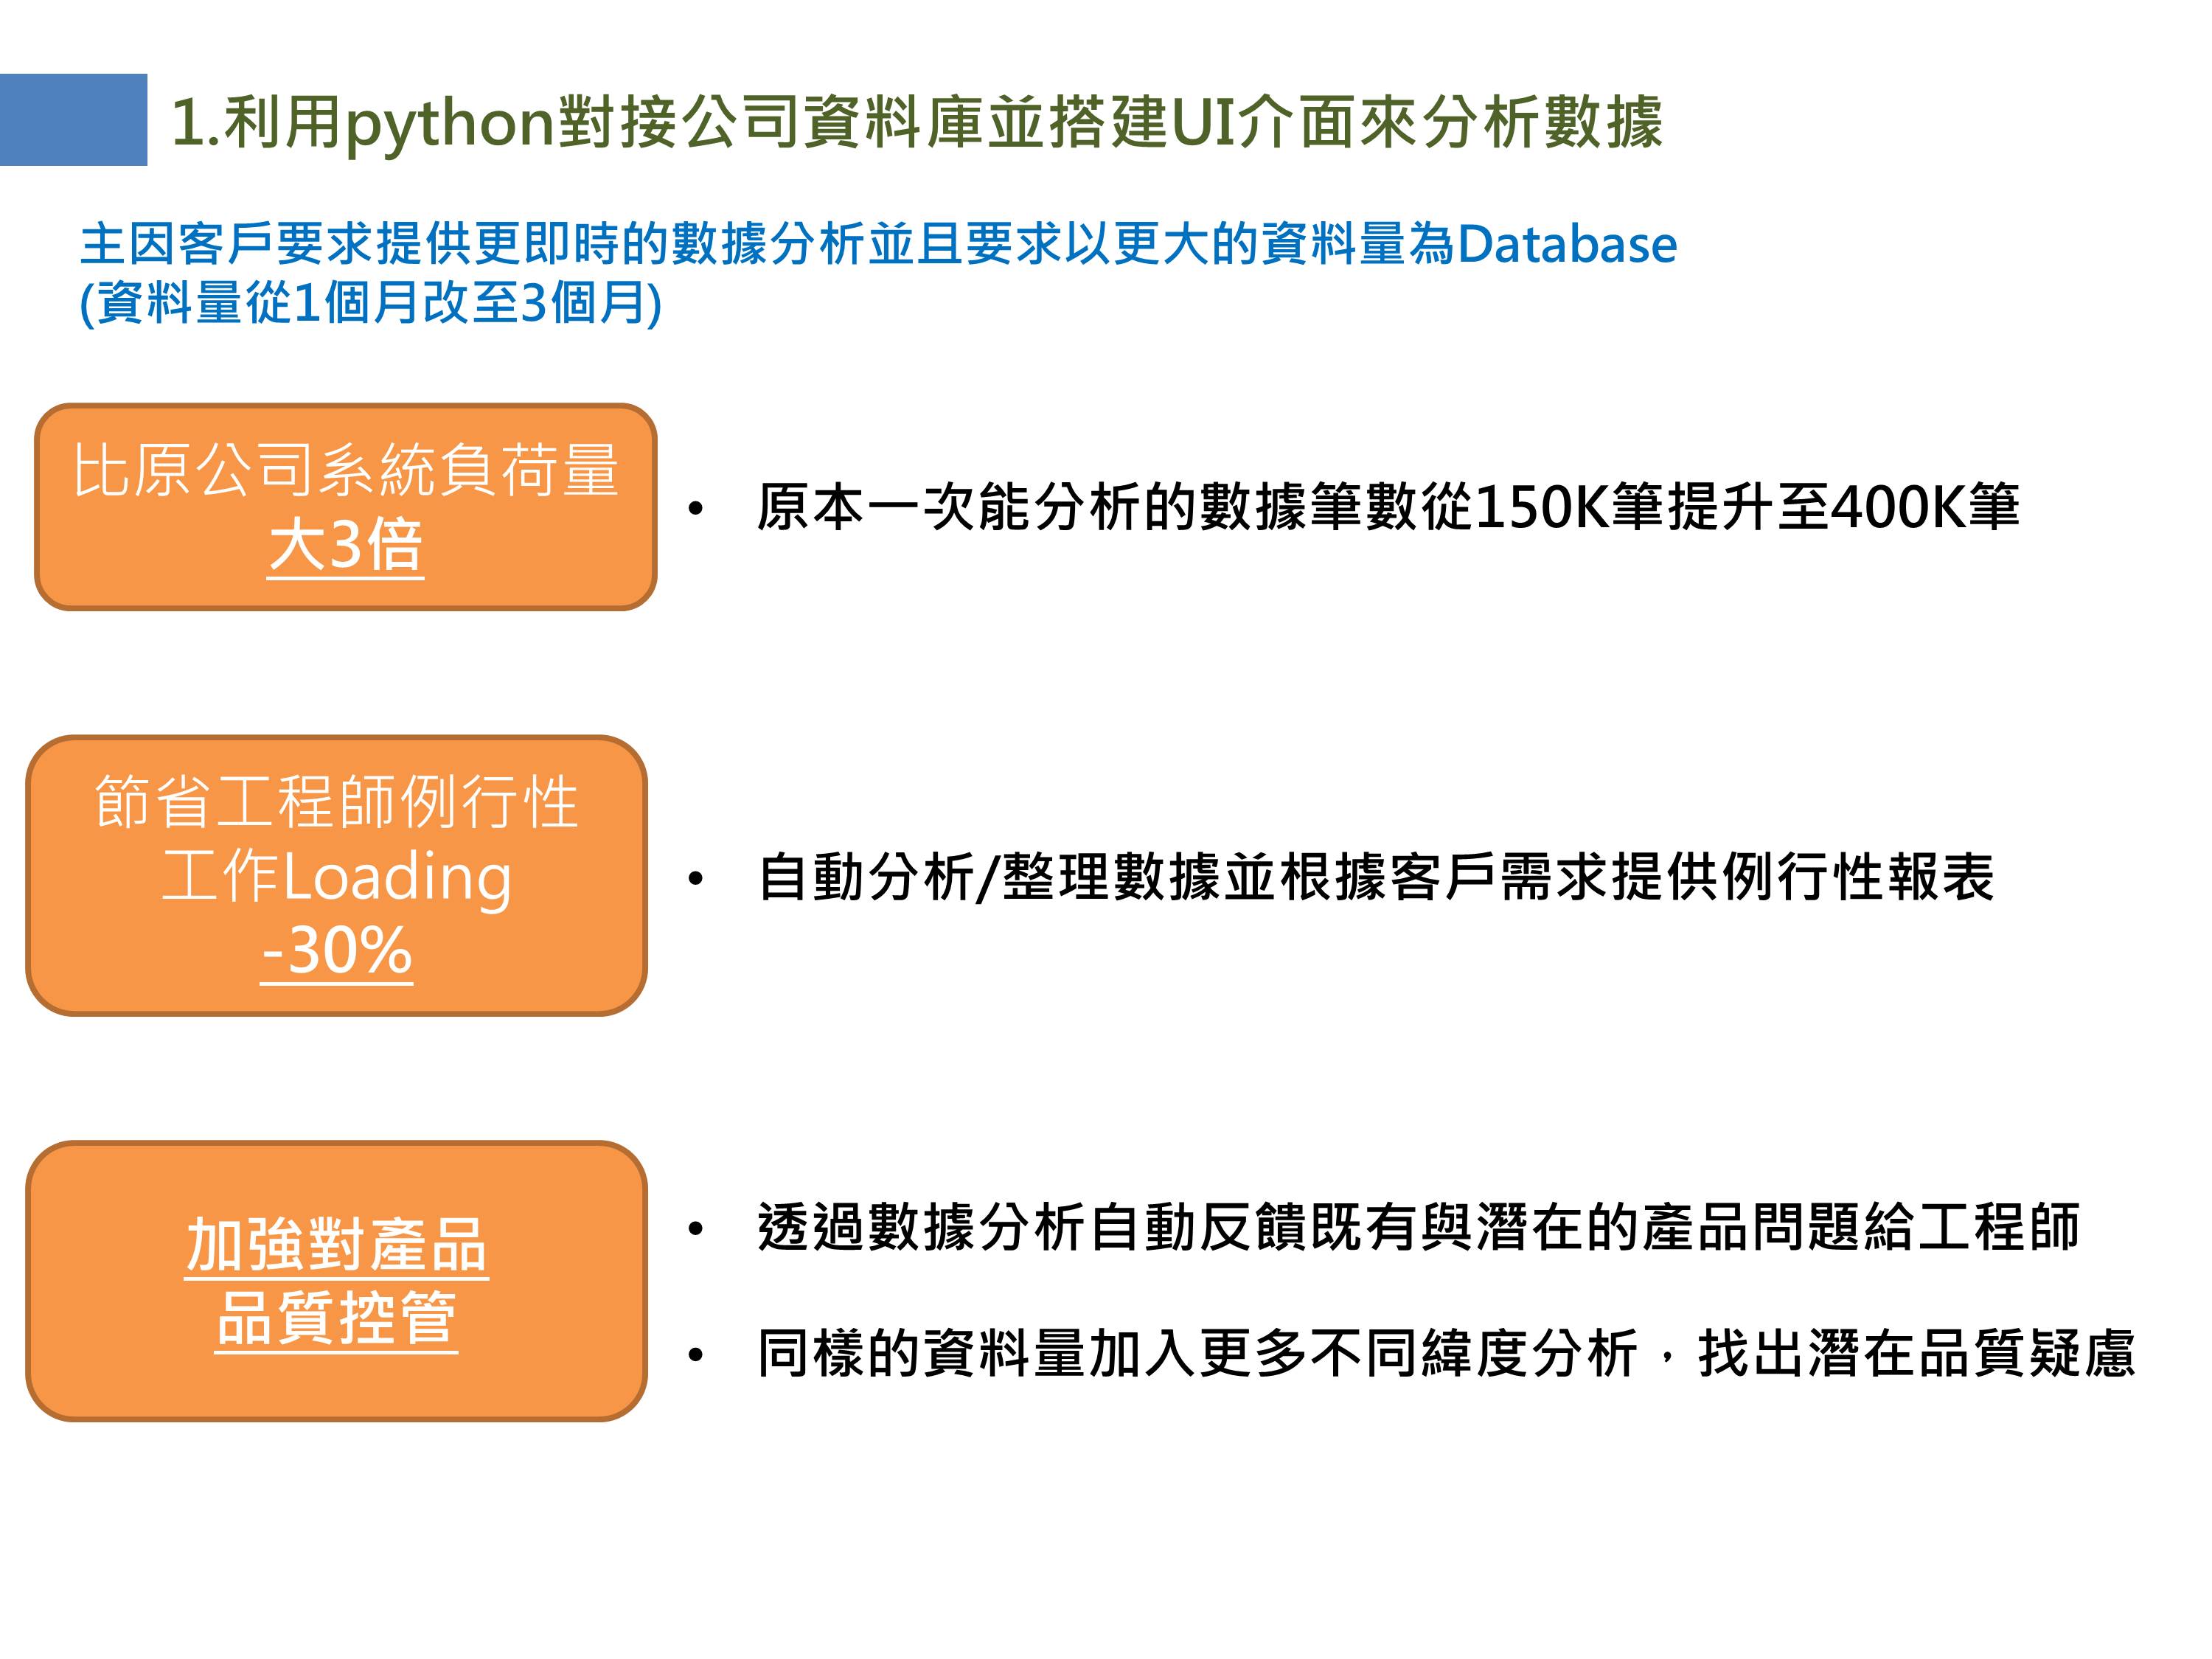 1.利用python對接公司資料庫並搭建UI介面來分析數據
主因客戶要求提供更即時的數據分析並且要求以更大的資料量為Database
(資料量從1個月改至3個月)
比原公司系統負荷量
大3倍
• 原本一次能分析的數據筆數從150K筆提升至400K筆
節省工程師例行性
工作Loading
-30%
• 自動分析/整理數據並根據客戶需求提供例行性報表
加強對產品
品質控管
• 透過數據分析自動反饋既有與潛在的產品問題給工程師
• 同樣的資料量加入更多不同緯度分析，找出潛在品質疑慮